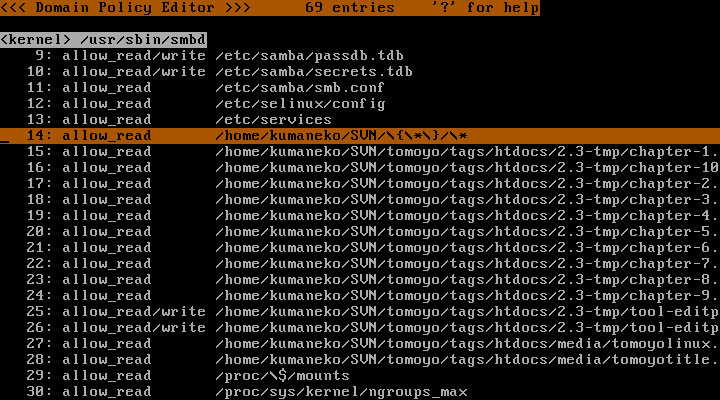 <<< Domain Policy Editor >>>      69 entries    '?' for help
<kernel> /usr/sbin/smbd
    9: allow_read/write /etc/samba/passdb.tdb
   10: allow_read/write /etc/samba/secrets.tdb
   11: allow_read       /etc/samba/smb.conf
   12: allow_read       /etc/selinux/config
   13: allow_read       /etc/services
_  14: allow_read       /home/kumaneko/SVN/\{\*\}/\*
   15: allow_read       /home/kumaneko/SVN/tomoyo/tags/htdocs/2.3-tmp/chapter-1.
   16: allow_read       /home/kumaneko/SVN/tomoyo/tags/htdocs/2.3-tmp/chapter-10
   17: allow_read       /home/kumaneko/SVN/tomoyo/tags/htdocs/2.3-tmp/chapter-2.
   18: allow_read       /home/kumaneko/SVN/tomoyo/tags/htdocs/2.3-tmp/chapter-3.
   19: allow_read       /home/kumaneko/SVN/tomoyo/tags/htdocs/2.3-tmp/chapter-4.
   20: allow_read       /home/kumaneko/SVN/tomoyo/tags/htdocs/2.3-tmp/chapter-5.
   21: allow_read       /home/kumaneko/SVN/tomoyo/tags/htdocs/2.3-tmp/chapter-6.
   22: allow_read       /home/kumaneko/SVN/tomoyo/tags/htdocs/2.3-tmp/chapter-7.
   23: allow_read       /home/kumaneko/SVN/tomoyo/tags/htdocs/2.3-tmp/chapter-8.
   24: allow_read       /home/kumaneko/SVN/tomoyo/tags/htdocs/2.3-tmp/chapter-9.
   25: allow_read/write /home/kumaneko/SVN/tomoyo/tags/htdocs/2.3-tmp/tool-editp
   26: allow_read/write /home/kumaneko/SVN/tomoyo/tags/htdocs/2.3-tmp/tool-editp
   27: allow_read       /home/kumaneko/SVN/tomoyo/tags/htdocs/media/tomoyolinux.
   28: allow_read       /home/kumaneko/SVN/tomoyo/tags/htdocs/media/tomoyotitle.
   29: allow_read       /proc/\$/mounts
   30: allow_read       /proc/sys/kernel/ngroups_max